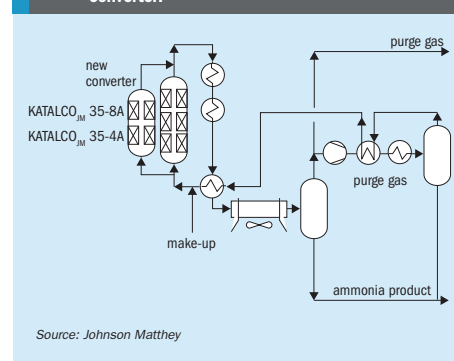 converter.
purge gas
new
converter
KATALCOJM 35-8A
KATALCOJM 35-4A
purge gas
make-up
ammonia product
Source: Johnson Matthey